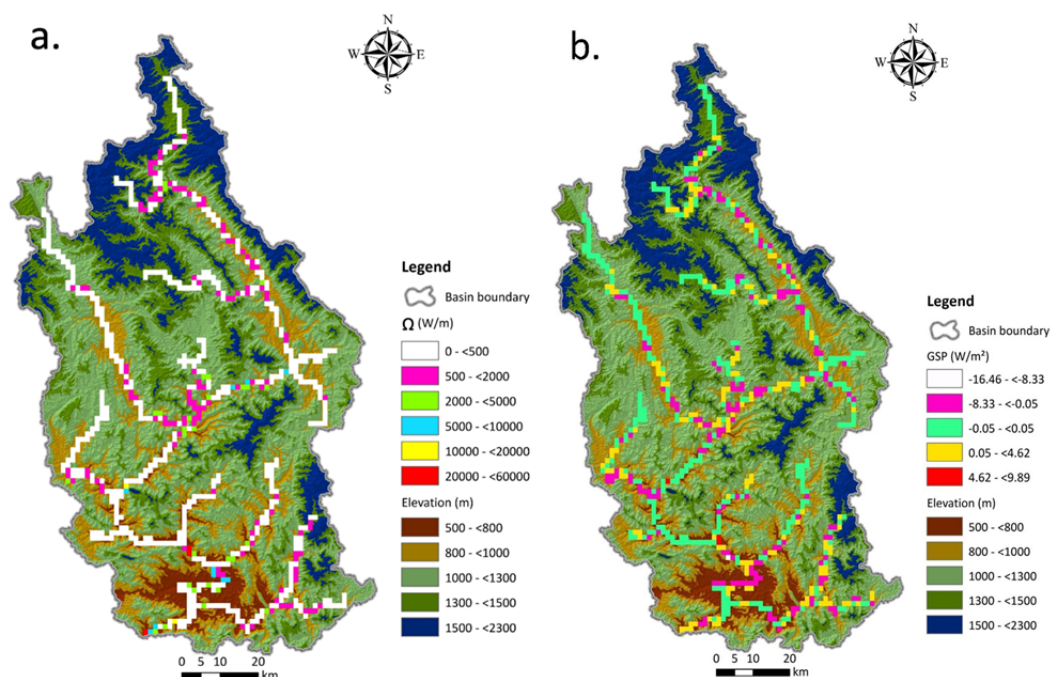 a.
N
W E
S
Legend
Basin boundary
Ω (W/m)
0 - <500
500 - <2000
2000 - <5000
5000 - <10000
10000 - <20000
20000 - <60000
Elevation (m)
500 - <800
800 - <1000
1000 - <1300
1300 - <1500
1500 - <2300
0 5 10 20
km
b.
N
W E
S
Legend
Basin boundary
GSP (W/m²)
-16.46 - <-8.33
-8.33 - <-0.05
-0.05 - <0.05
0.05 - <4.62
4.62 - <9.89
Elevation (m)
500 - <800
800 - <1000
1000 - <1300
1300 - <1500
1500 - <2300
0 5 10 20
km